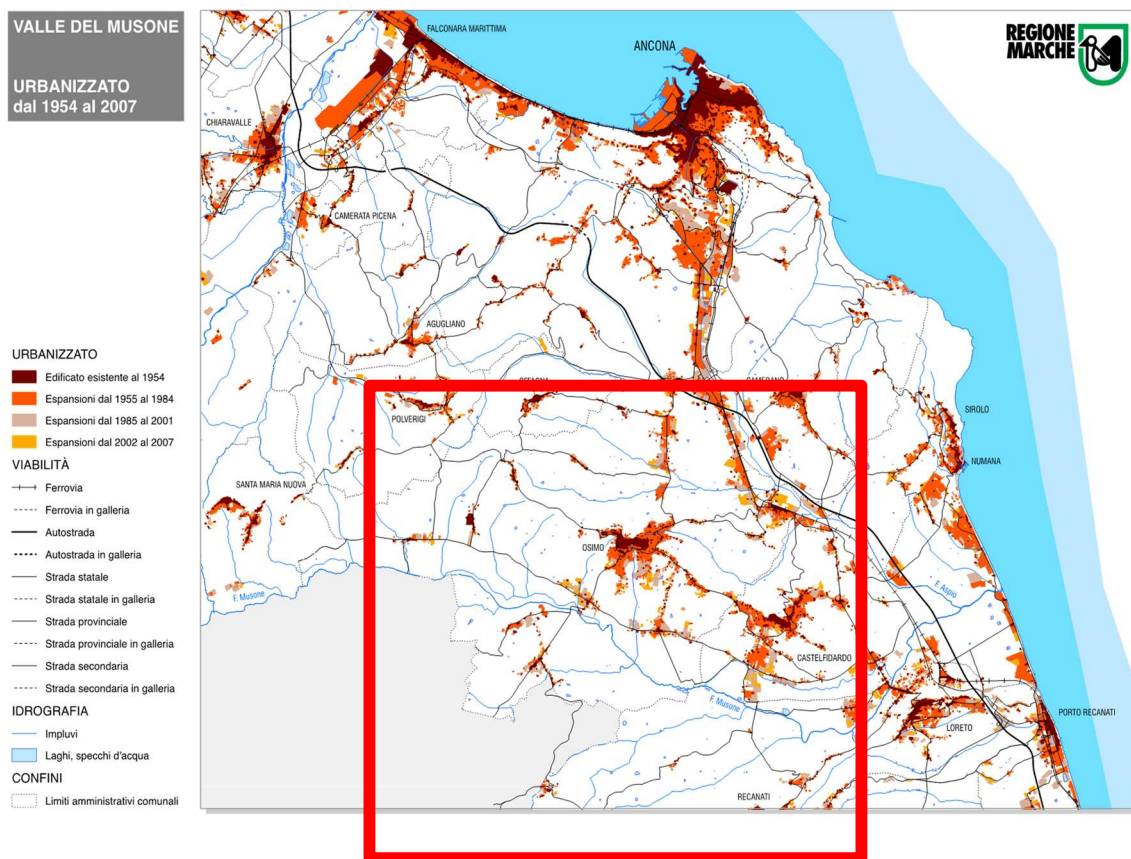 VALLE DEL MUSONE
URBANIZZATO
dal 1954 al 2007
REGIONE
MARCHE
FALCONARA MARITTIMA
ANCONA
CHIARAVALLE
CAMERATA PICENA
AGUGLIANO
POLVERIGI
SIROLO
NUMANA
SANTA MARIA NUOVA
OSIMO
F. Musone
F. Aspio
CASTELFIDARDO
F. Musone
LORETO
PORTO RECANATI
RECANATI
URBANIZZATO
Edificato esistente al 1954
Espansioni dal 1955 al 1984
Espansioni dal 1985 al 2001
Espansioni dal 2002 al 2007
VIABILITÀ
Ferrovia
Ferrovia in galleria
Autostrada
Autostrada in galleria
Strada statale
Strada statale in galleria
Strada provinciale
Strada provinciale in galleria
Strada secondaria
Strada secondaria in galleria
IDROGRAFIA
Impluvi
Laghi, specchi d'acqua
CONFINI
Limiti amministrativi comunali